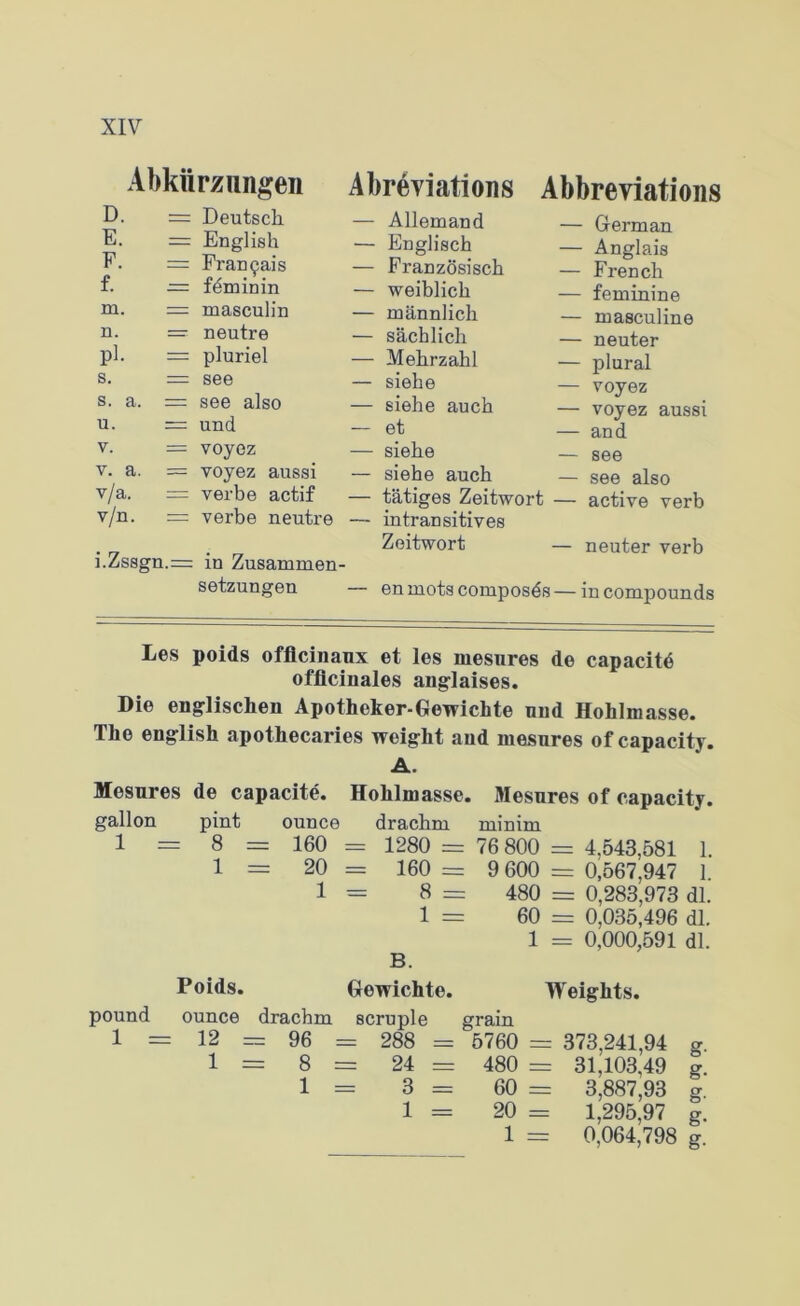 XIV
Abkürzungen Abréviations Abbreviations
D. = Deutsch — Allemand — German
E. = English — Englisch — Anglais
F. = Français — Französisch — French
f. = féminin — weiblich — feminine
m. = masculin — männlich — masculine
n. = neutre — sächlich — neuter
pl. = pluriel — Mehrzahl — plural
s. = see — siehe — voyez
s. a. = see also — siehe auch — voyez aussi
u. = und — et — and
v. = voyez — siehe — see
v. a. = voyez aussi — siehe auch — see also
v/a. = verbe actif — tätiges Zeitwort — active verb
v/n. = verbe neutre — intransitives
Zeitwort — neuter verb
i.Zssgn.= in Zusammen-
setzungen — en mots composés — in compounds
Les poids officinaux et les mesures de capacité
officinales anglaises.
Die englischen Apotheker-Gewichte und Hohlmasse.
The english apothecaries weight and mesures of capacity.
A.
Mesures de capacité. Hohlmasse. Mesures of capacity.
gallon pint ounce drachm minim
1 = 8 = 160 = 1280 = 76 800 = 4,543,581 l.
1 = 20 = 160 = 9 600 = 0,567,947 l.
1 = 8 = 480 = 0,283,973 dl.
1 = 60 = 0,035,496 dl.
1 = 0,000,591 dl.
B.
Poids. Gewichte. Weights.
pound ounce drachm scruple grain
1 = 12 = 96 = 288 = 5760 = 373,241,94 g.
1 = 8 = 24 = 480 = 31,103,49 g.
1 = 3 = 60 = 3,887,93 g.
1 = 20 = 1,295,97 g.
1 = 0,064,798 g.